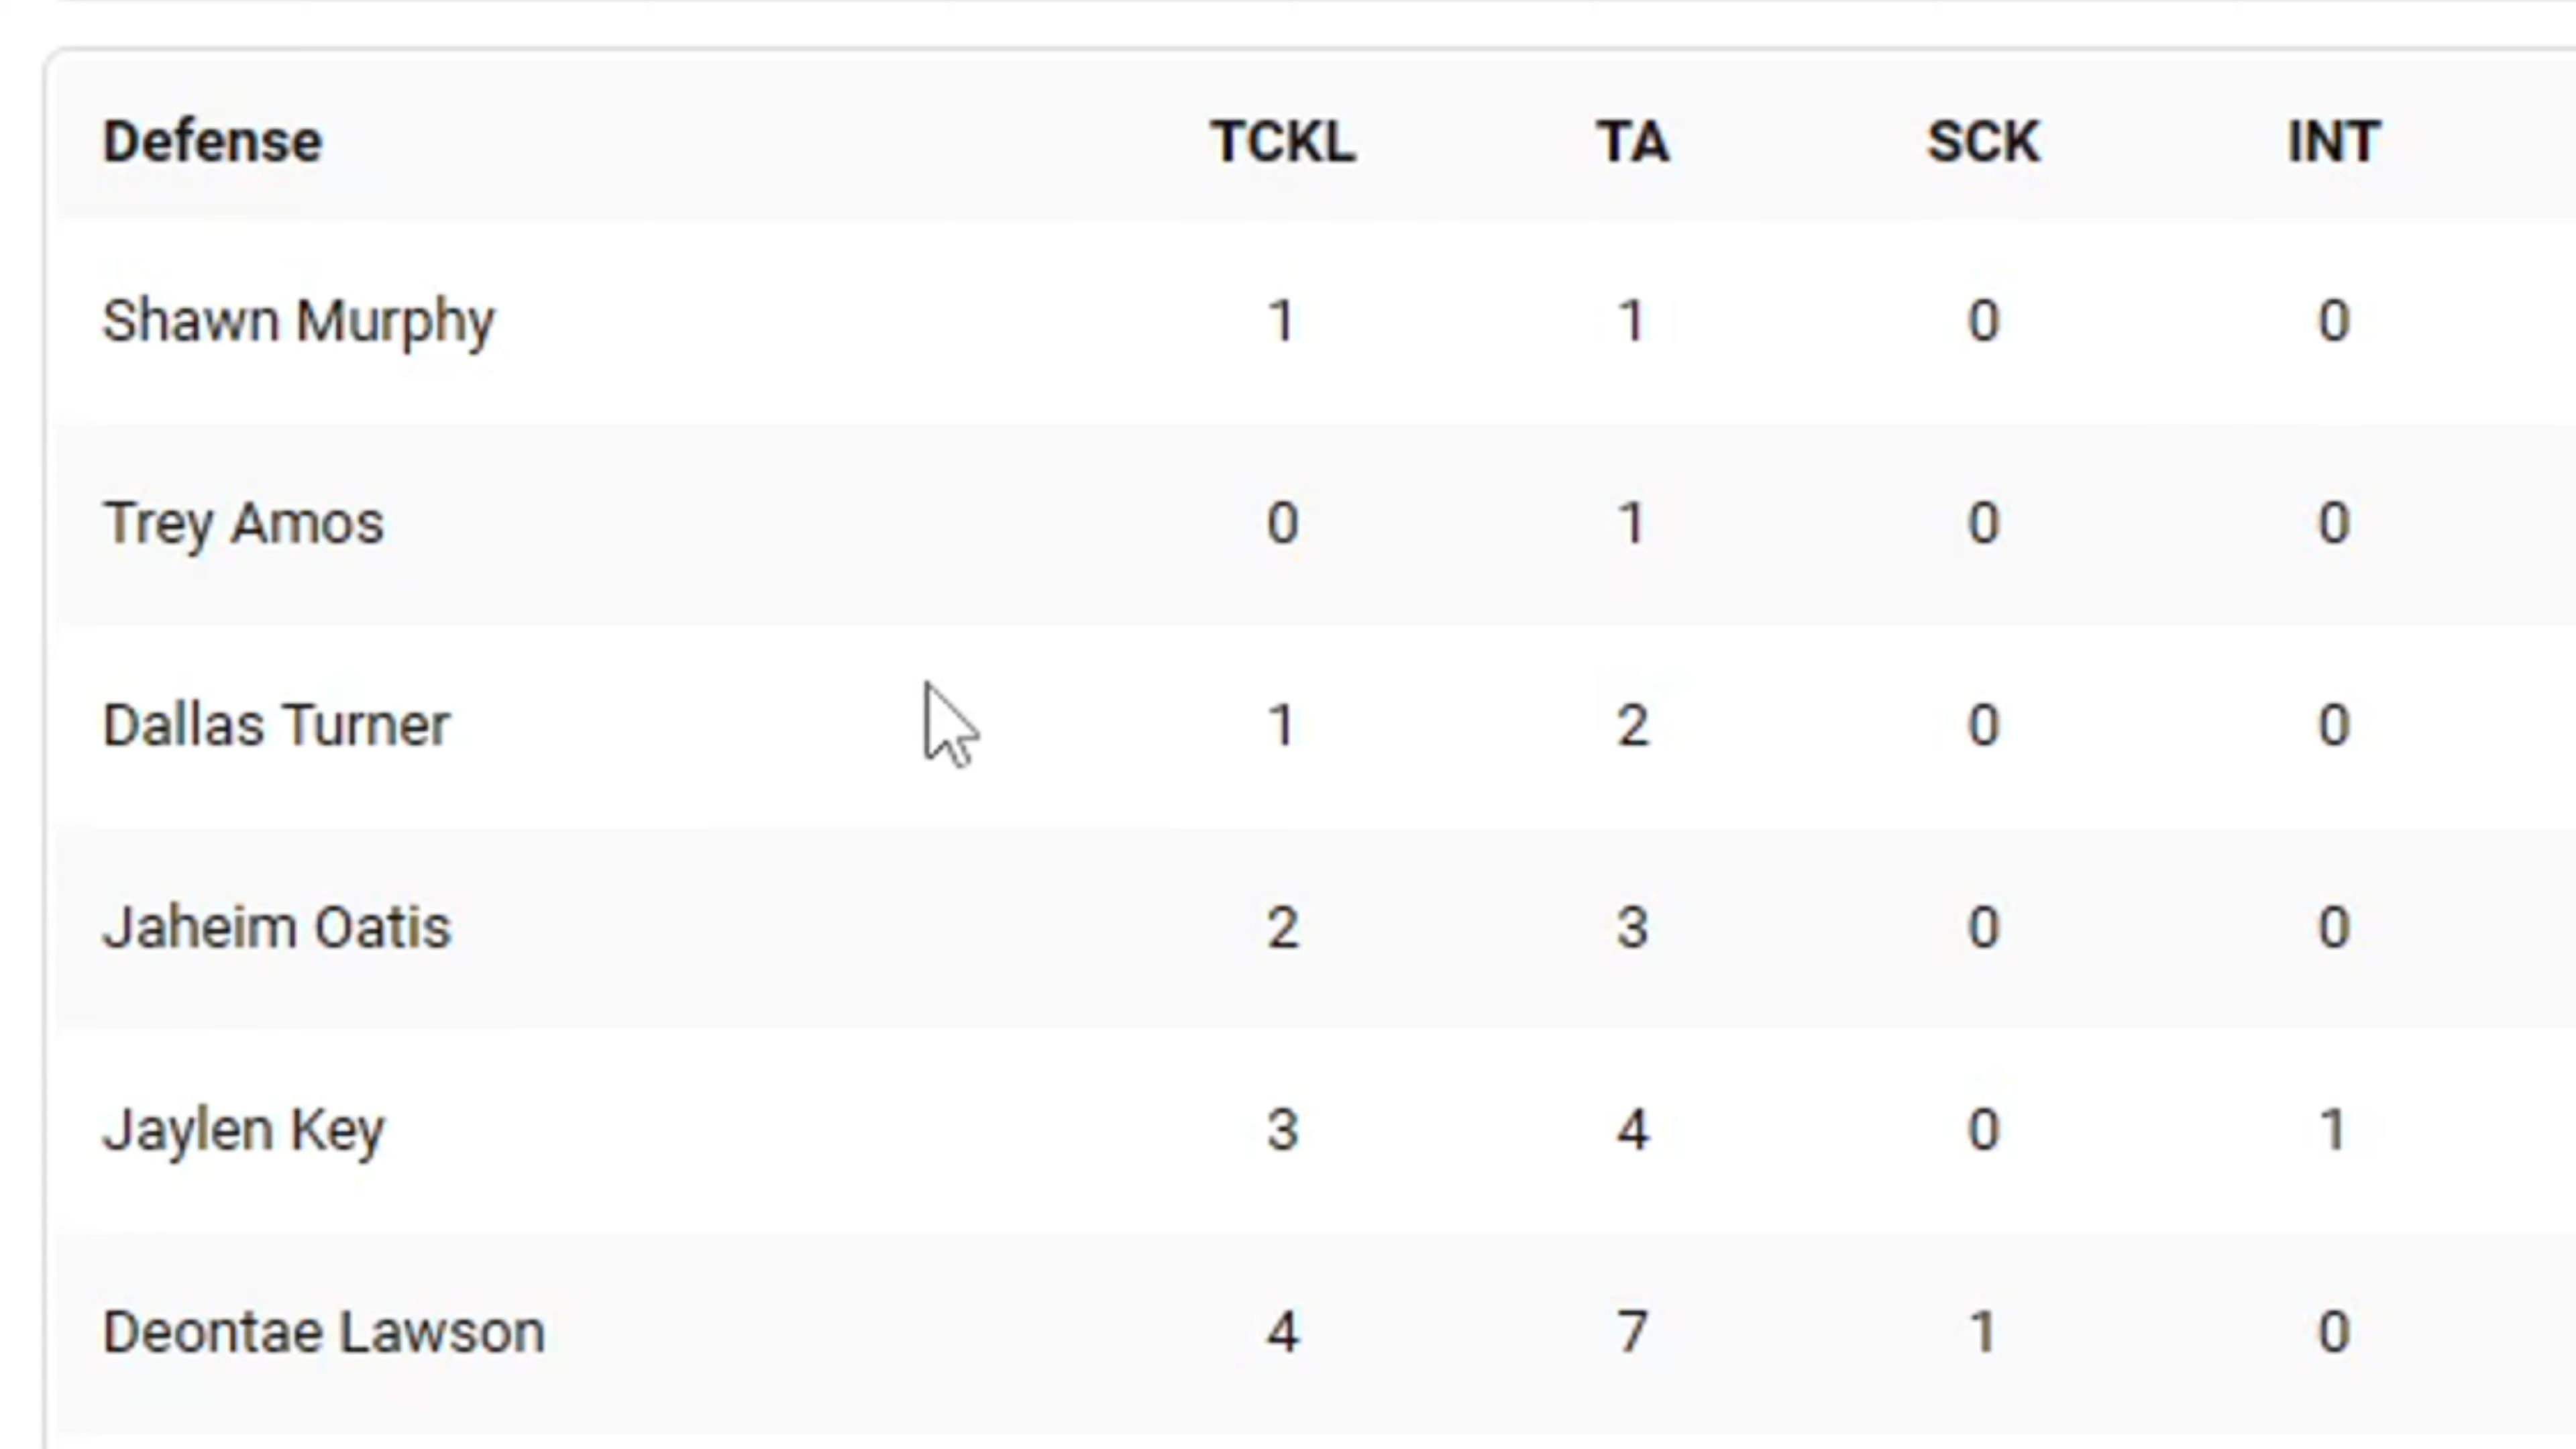 Defense TCKL TA SCK INT
Shawn Murphy 1 1 0 0
Trey Amos 0 1 0 0
Dallas Turner 1 2 0 0
Jaheim Oatis 2 3 0 0
Jaylen Key 3 4 0 1
Deontae Lawson 4 7 1 0